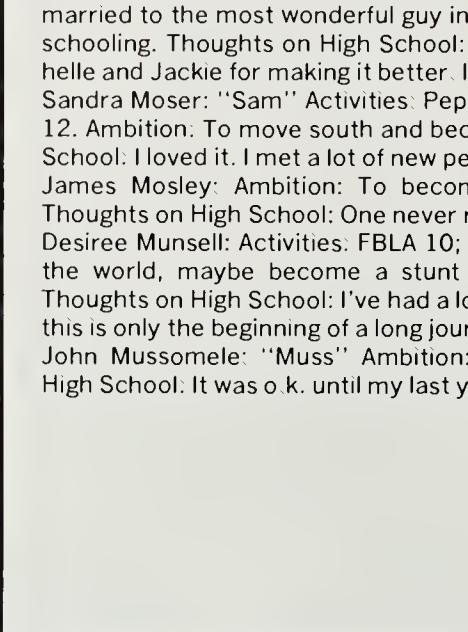 married to the most wonderful guy in
schooling. Thoughts on High School:
helle and Jackie for making it better. I
Sandra Moser: "Sam" Activities: Pep
12. Ambition: To move south and bec
School: I loved it. I met a lot of new pe
James Mosley: Ambition: To becon
Thoughts on High School: One never r
Desiree Munsell: Activities: FBLA 10;
the world, maybe become a stunt
Thoughts on High School: I've had a lo
this is only the beginning of a long jour
John Mussomele: "Muss" Ambition:
High School: It was o.k. until my last y